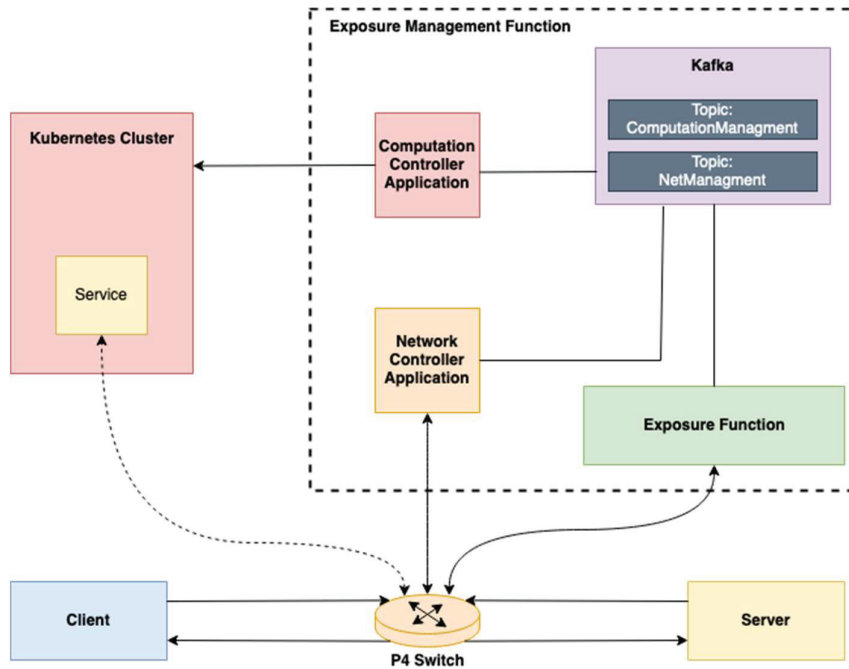 Exposure Management Function
Kafka
Topic:
ComputationManagment
Topic:
NetManagment
Kubernetes Cluster
Computation
Controller
Application
Service
Network
Controller
Application
Exposure Function
Client
Server
P4 Switch